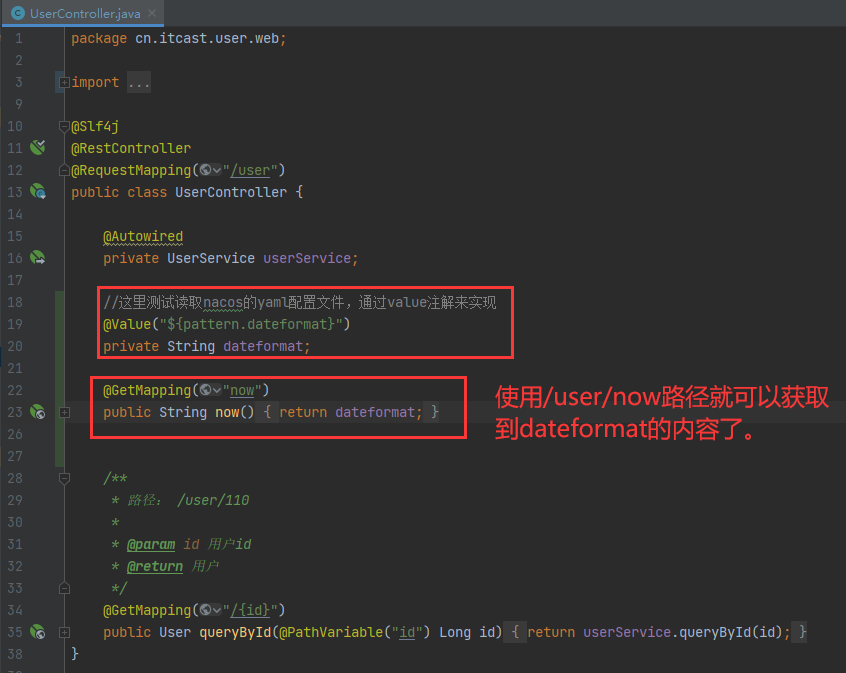 UserController.java
1 package cn.itcast.user.web;
2
3 import ...
9
10 @Slf4j
11 @RestController
12 @RequestMapping("/user")
13 public class UserController {
14
15 @Autowired
16 private UserService userService;
17
18 //这里测试读取nacos的yaml配置文件，通过value注解来实现
19 @Value("${pattern.dateformat}")
20 private String dateformat;
21
22 @GetMapping("now")
23 public String now() { return dateformat; }
26
27
使用/user/now路径就可以获取
到dateformat的内容了。
28 /**
29 * 路径： /user/110
30 *
31 * @param id 用户id
32 * @return 用户
33 */
34 @GetMapping("/{id}")
35 public User queryById(@PathVariable("id") Long id) { return userService.queryById(id); }
38 }